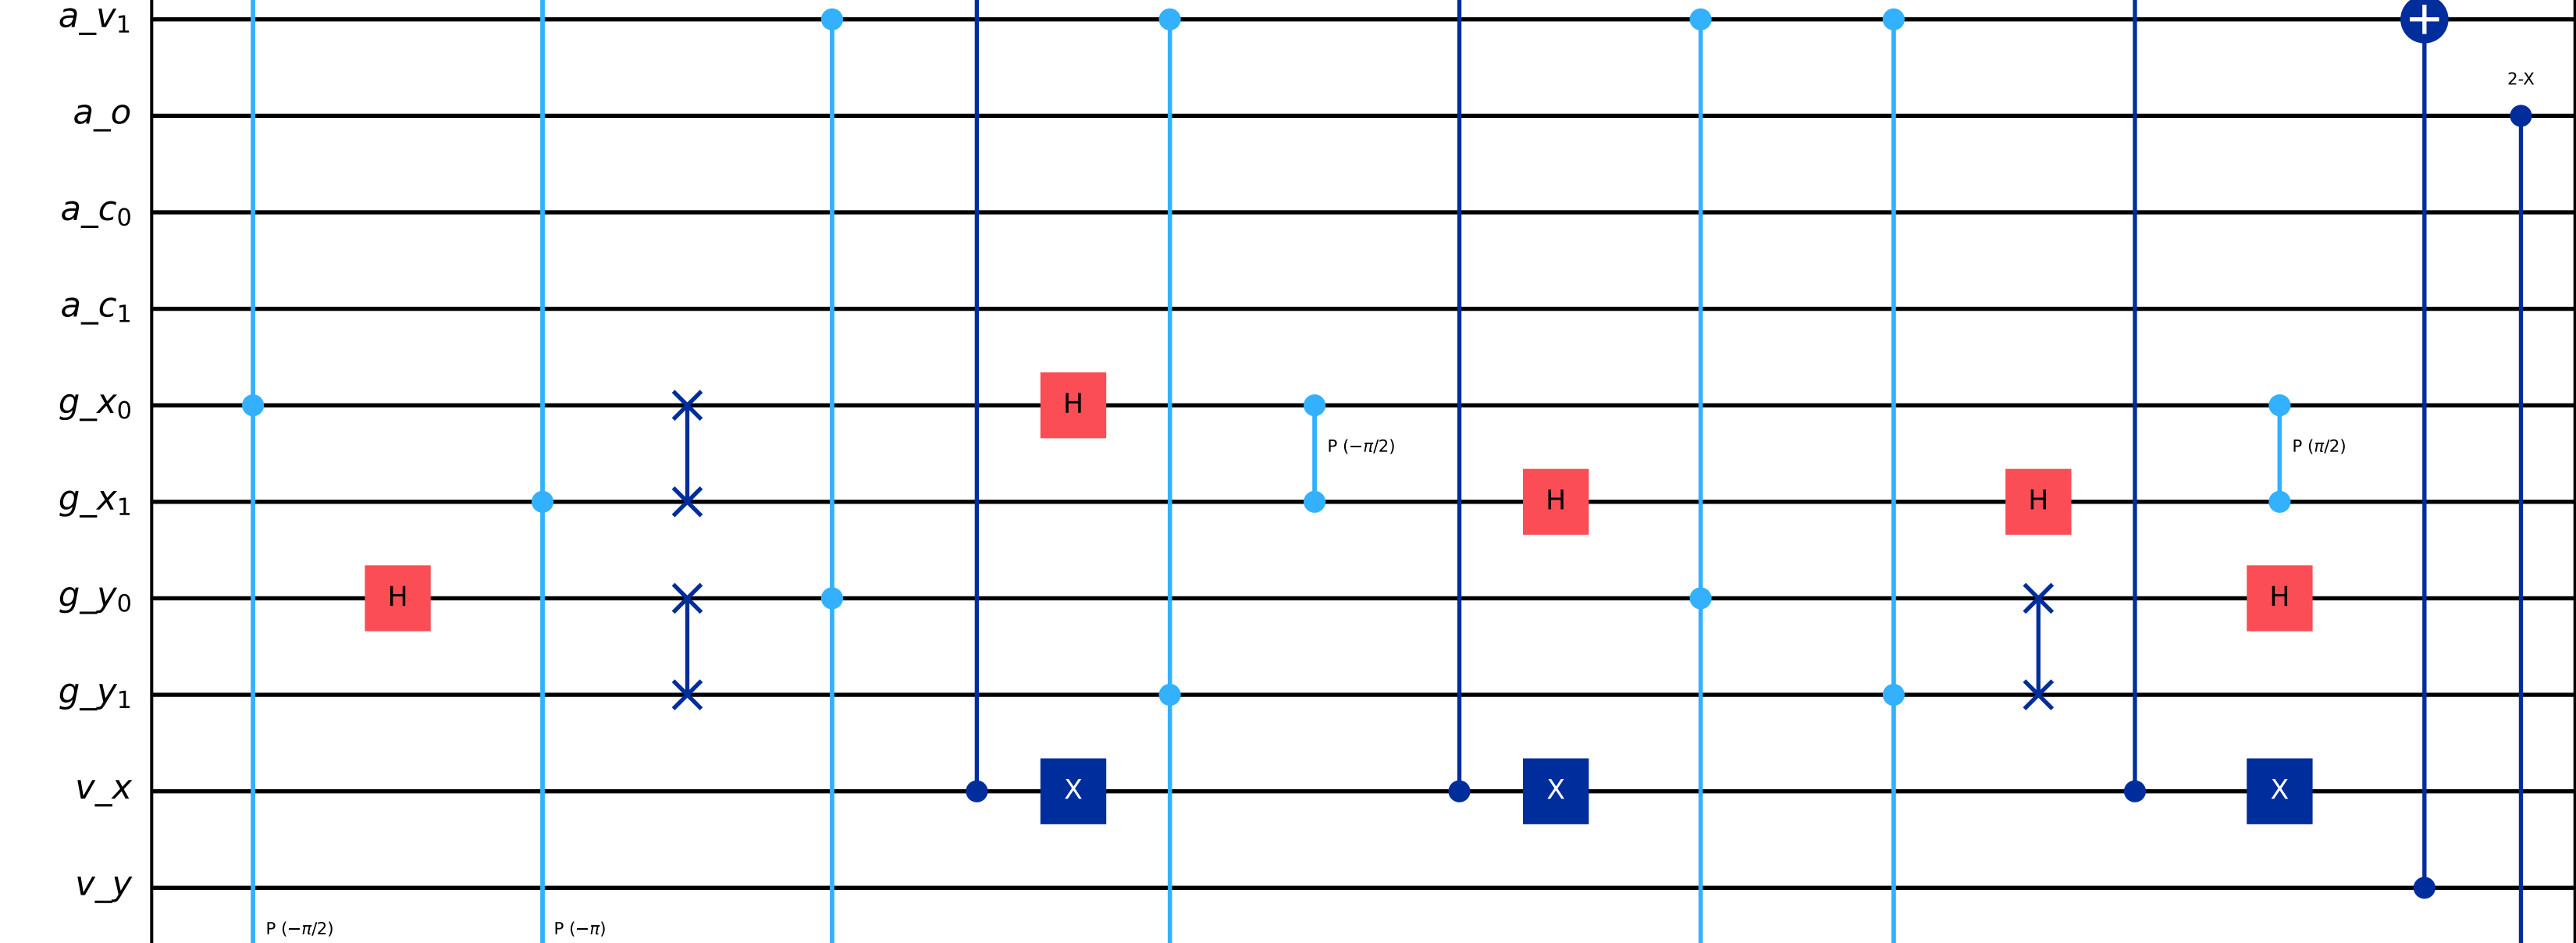 a_v1
2-X
a_o
a_c0
a_c1
g_x0 H
P (−π/2) P (π/2)
g_x1 H H
g_y0 H H
g_y1
v_x X X X
v_y
P (−π/2) P (−π)